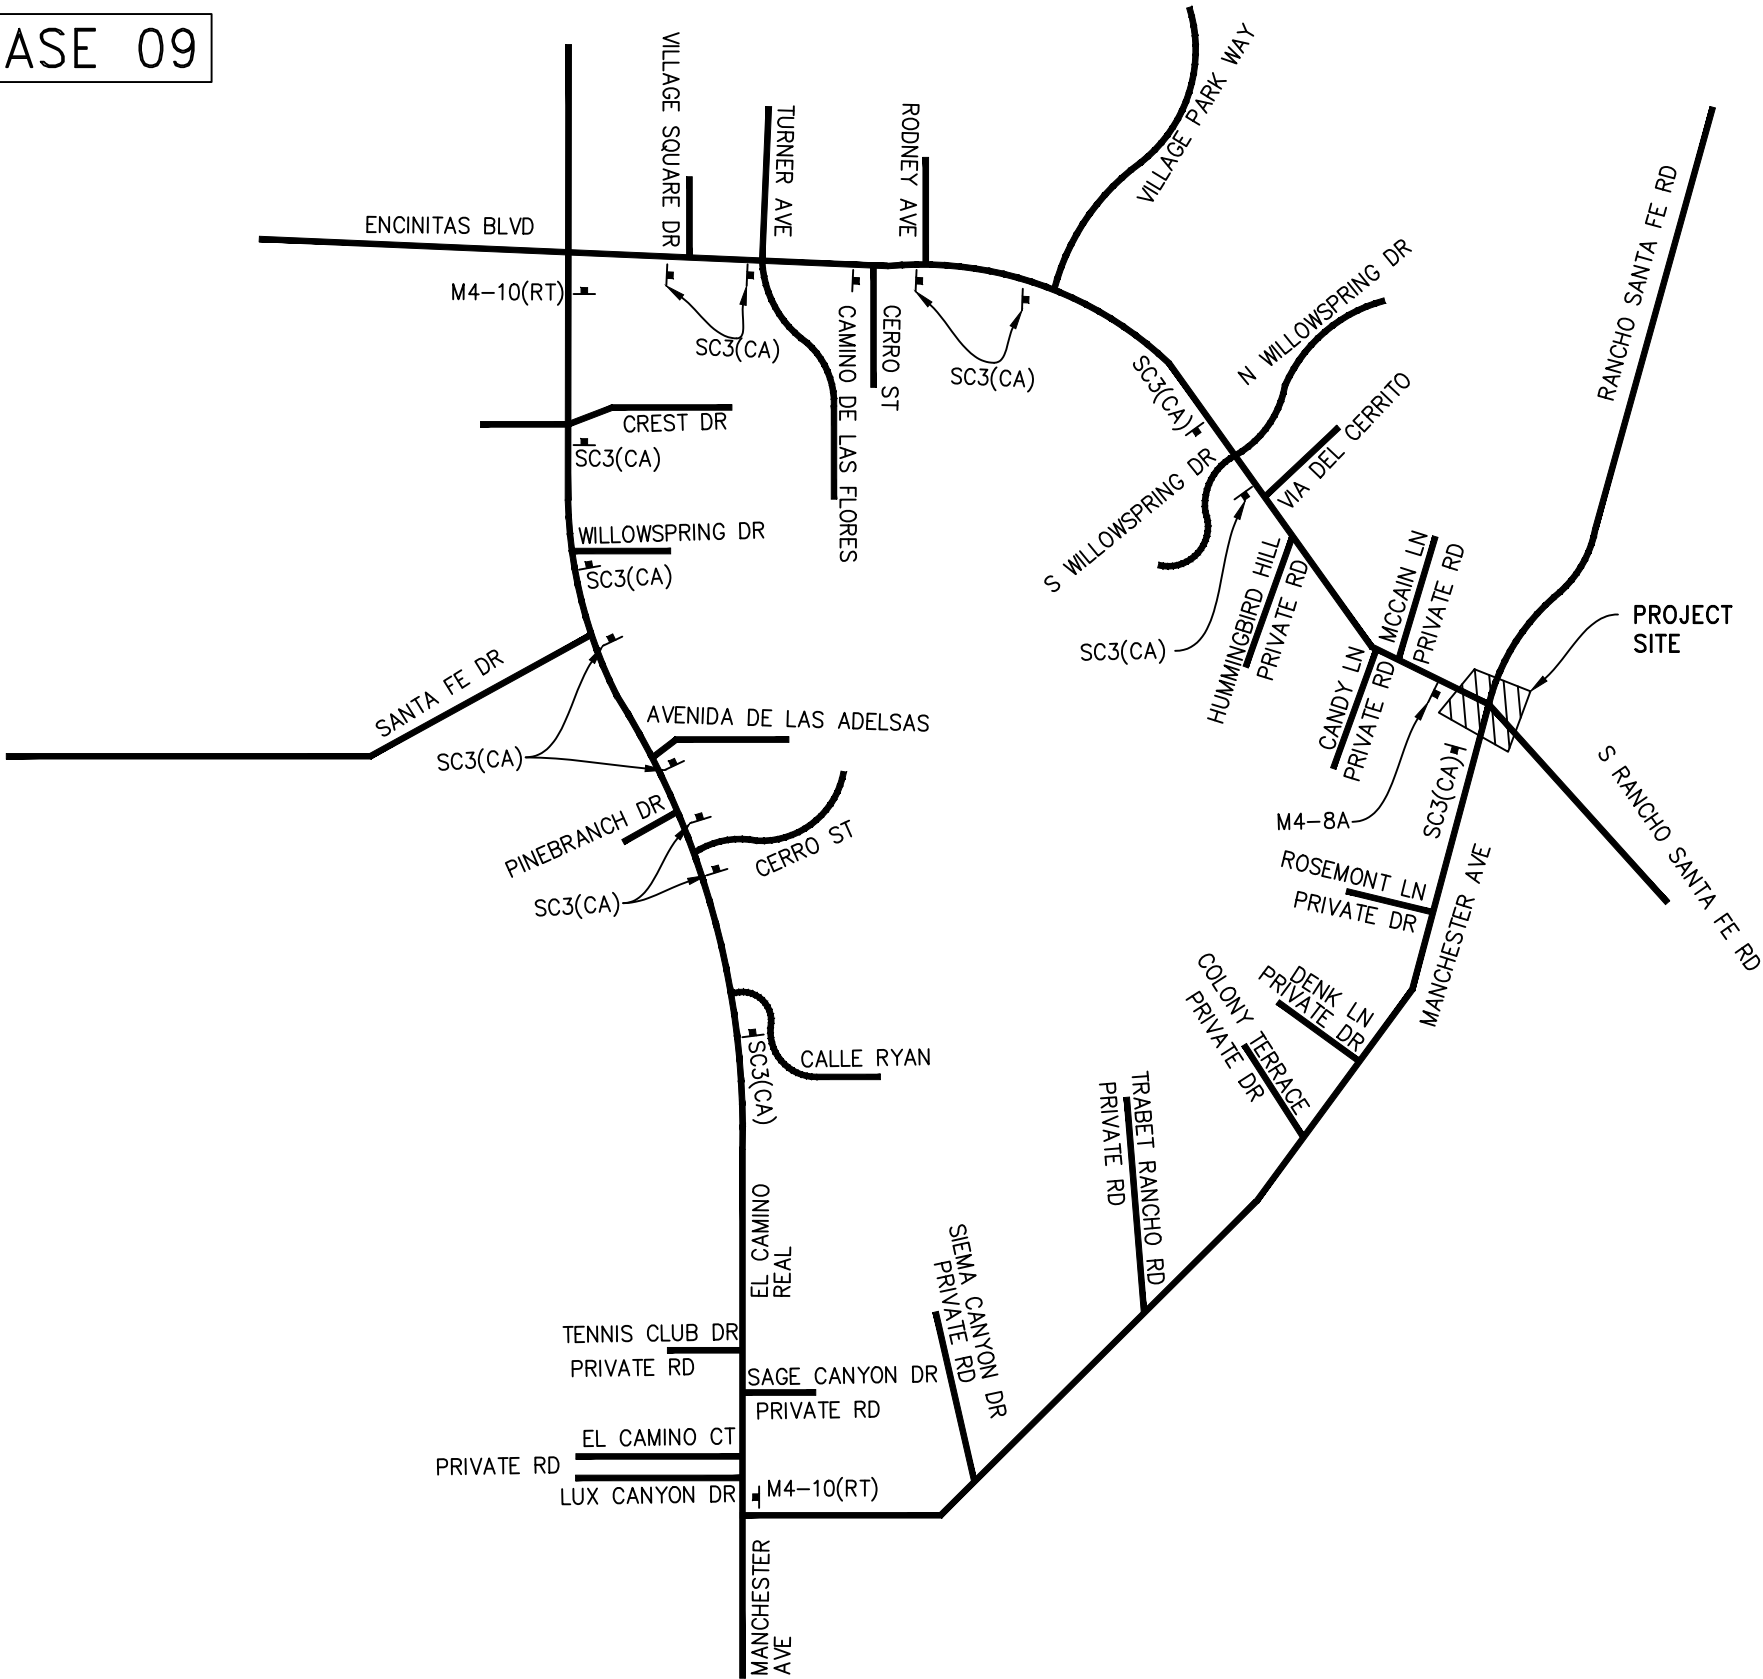 ASE 09
VILLAGE SQUARE DR
TURNER AVE
RODNEY AVE
VILLAGE PARK WAY
RANCHO SANTA FE RD
ENCINITAS BLVD
M4-10(RT)
SC3(CA)
CAMINO DE LAS FLORES
CERRO ST
SC3(CA)
SC3(CA)
N WILLOWSPRING DR
CREST DR
SC3(CA)
S WILLOWSPRING DR
VIA DEL CERRITO
WILLOWSPRING DR
SC3(CA)
SC3(CA)
HUMMINGBIRD HILL
PRIVATE RD
MCCAIN LN
PRIVATE RD
PROJECT
SITE
CANDY LN
PRIVATE RD
SANTA FE DR
SC3(CA)
AVENIDA DE LAS ADELSAS
M4-8A
SC3(CA)
S RANCHO SANTA FE RD
PINEBRANCH DR
CERRO ST
SC3(CA)
ROSEMONT LN
PRIVATE DR
MANCHESTER AVE
DENK LN
PRIVATE DR
COLONY TERRACE
PRIVATE DR
SC3(CA)
CALLE RYAN
TRABET RANCHO RD
PRIVATE RD
EL CAMINO
REAL
SIEMA CANYON DR
PRIVATE RD
TENNIS CLUB DR
PRIVATE RD
SAGE CANYON DR
PRIVATE RD
EL CAMINO CT
PRIVATE RD
LUX CANYON DR
M4-10(RT)
MANCHESTER
AVE